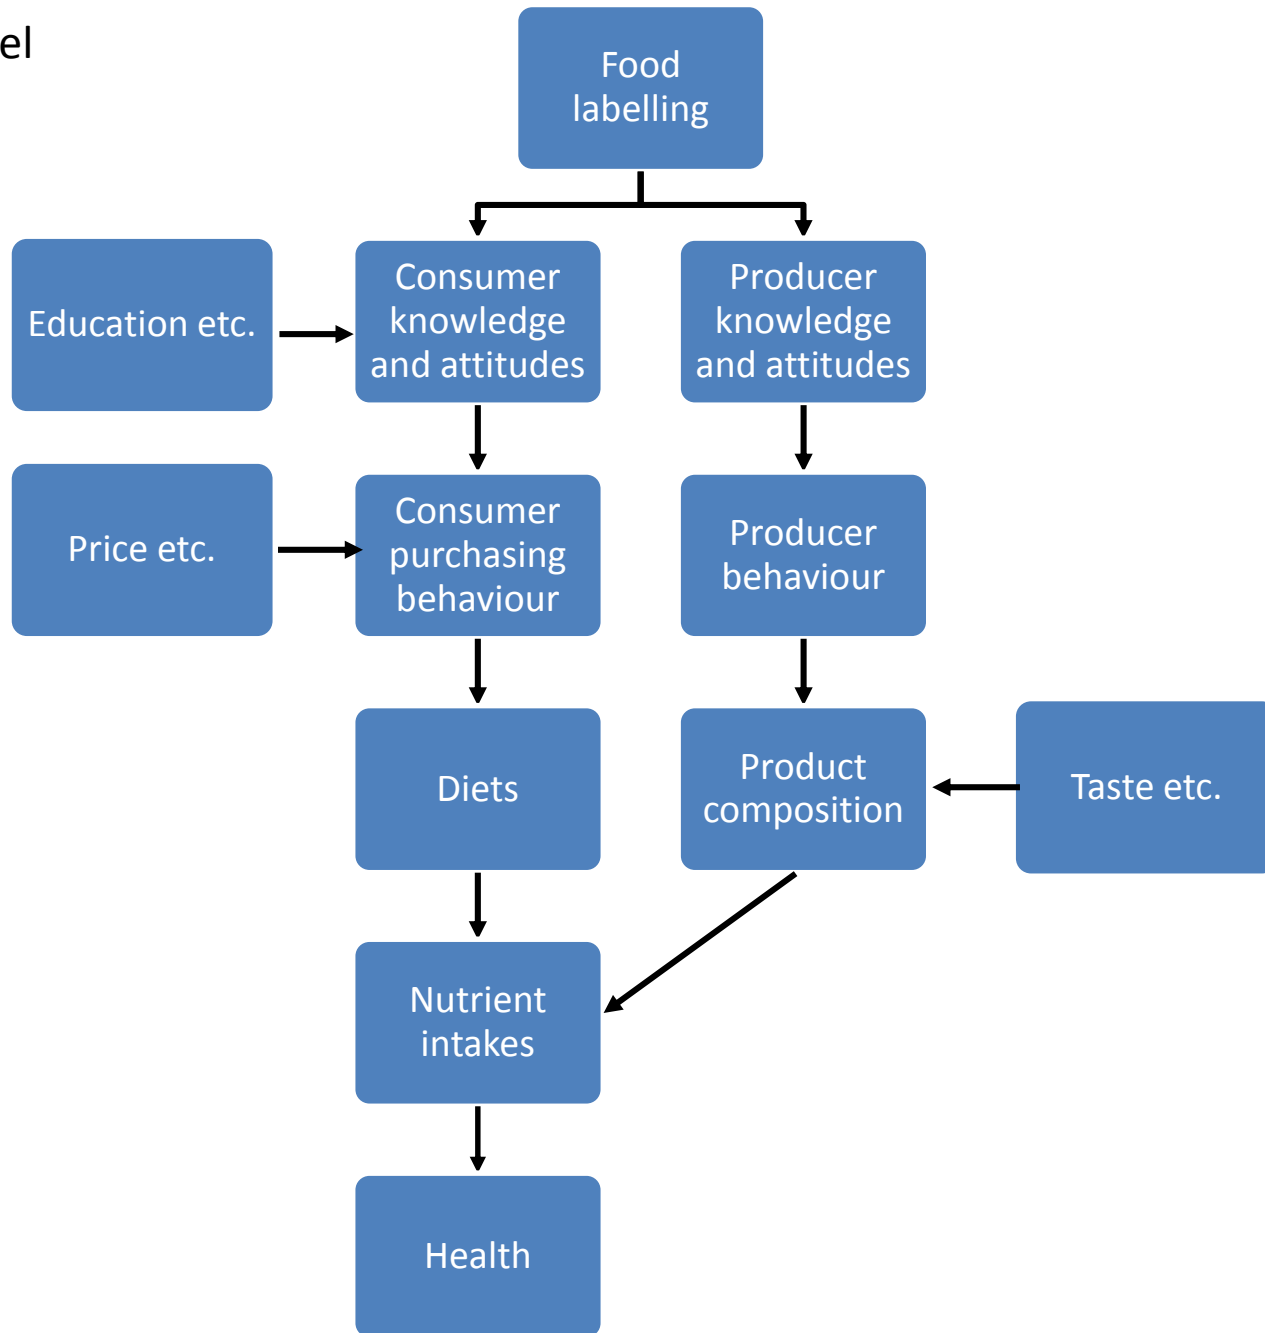 el
Food
labelling
Education etc.
Consumer
knowledge
and attitudes
Producer
knowledge
and attitudes
Price etc.
Consumer
purchasing
behaviour
Producer
behaviour
Diets
Product
composition
Taste etc.
Nutrient
intakes
Health